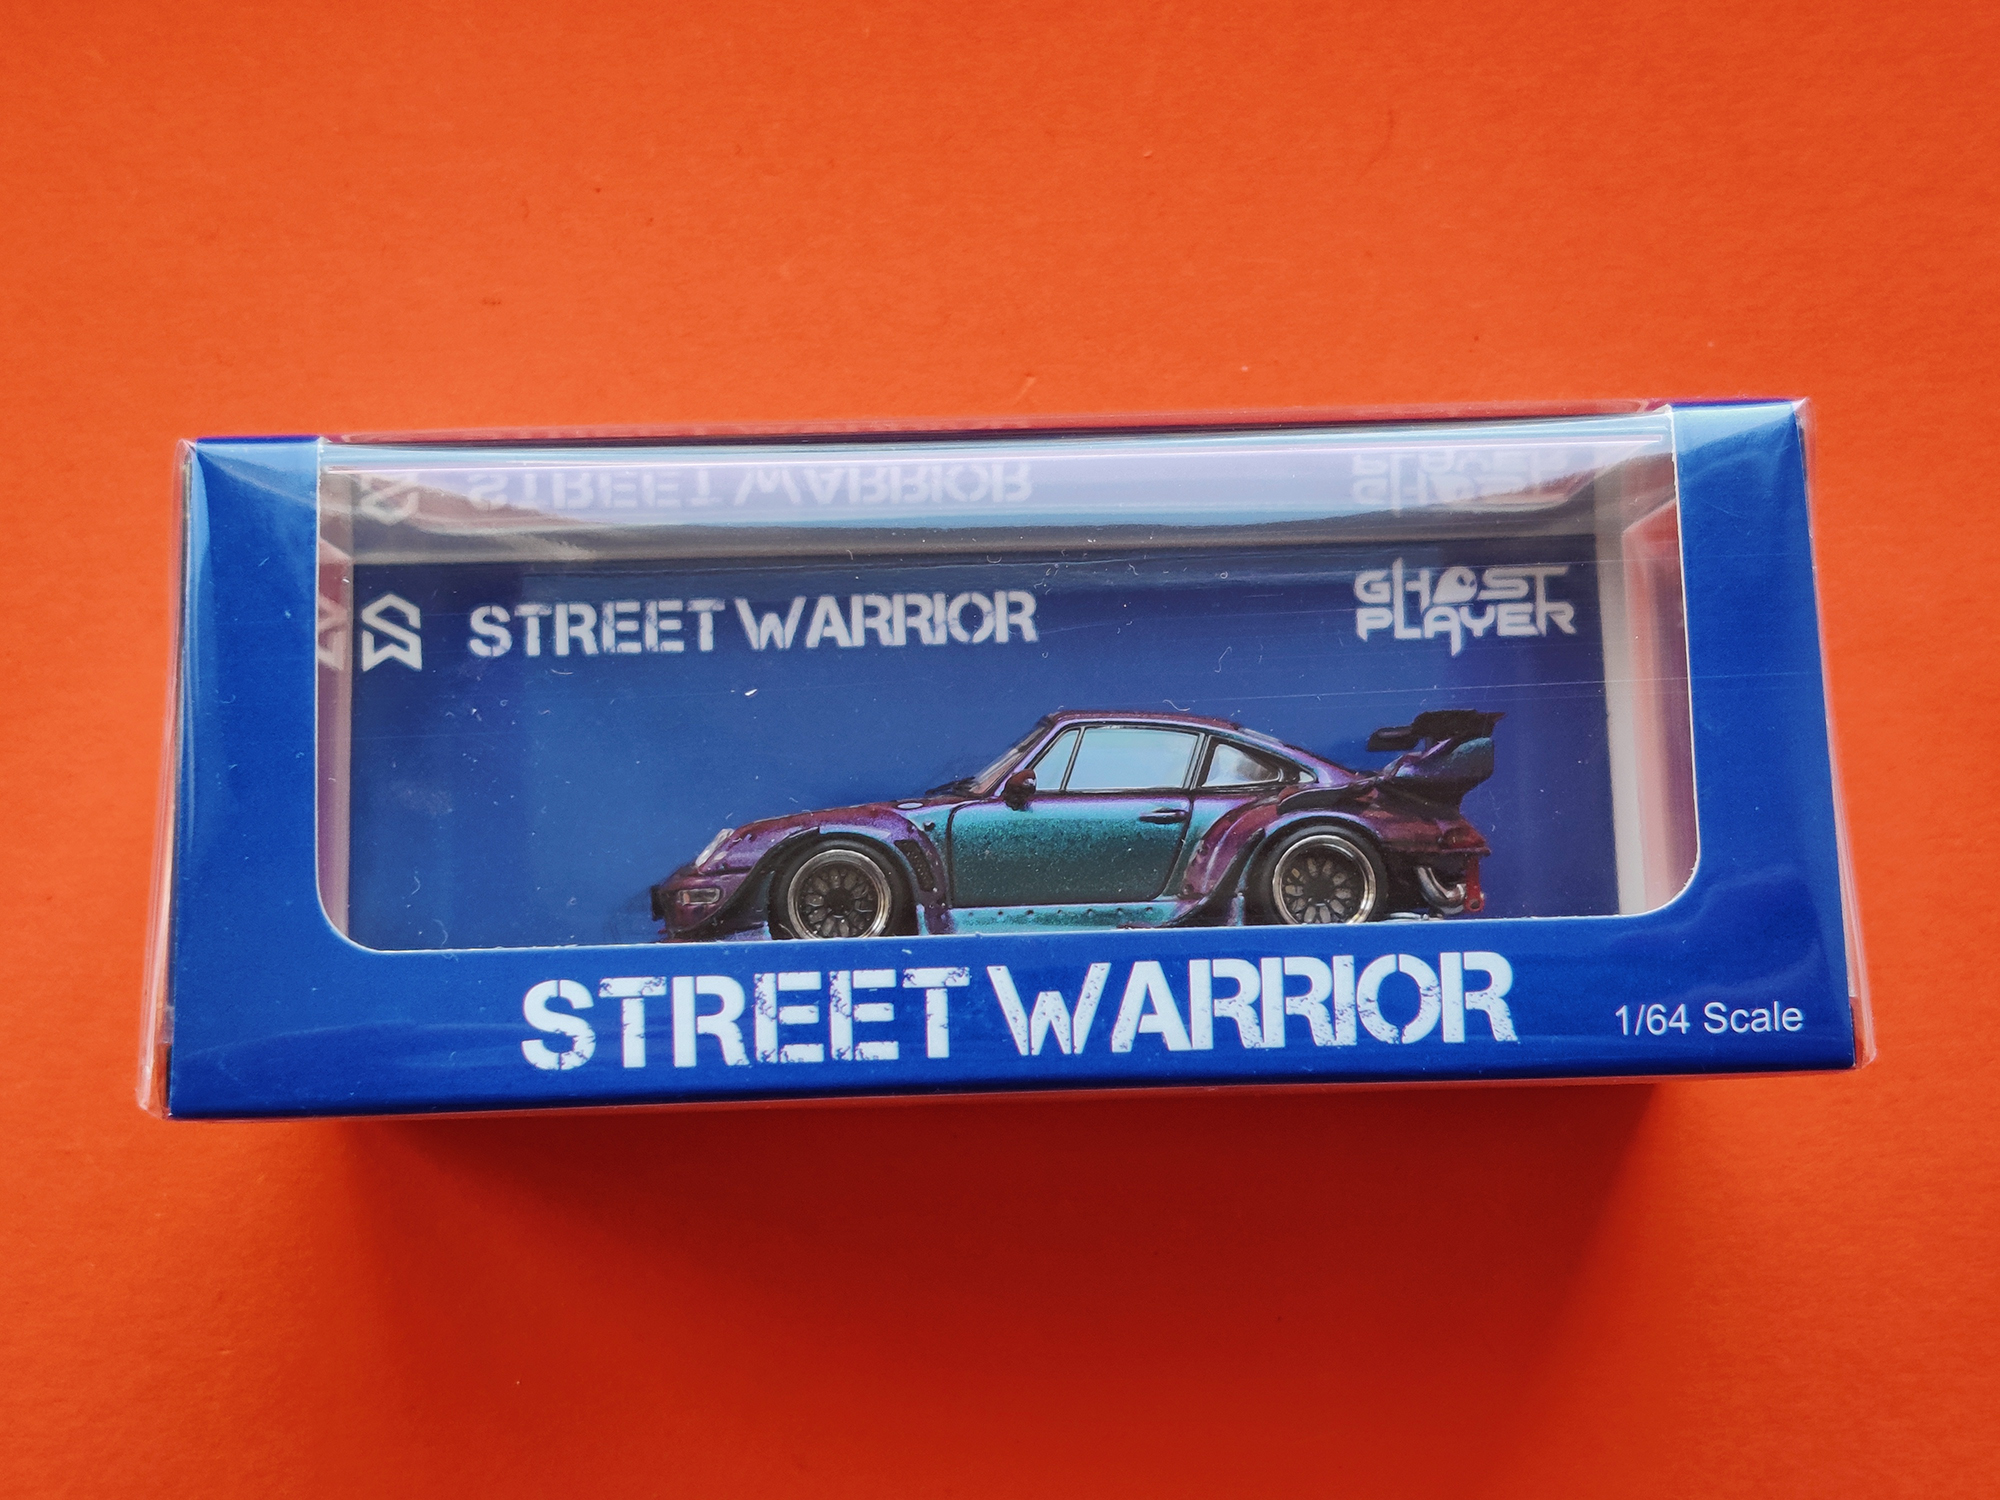 STREET WARRIOR
GHOST
PLAYER
STREET WARRIOR
1/64 Scale